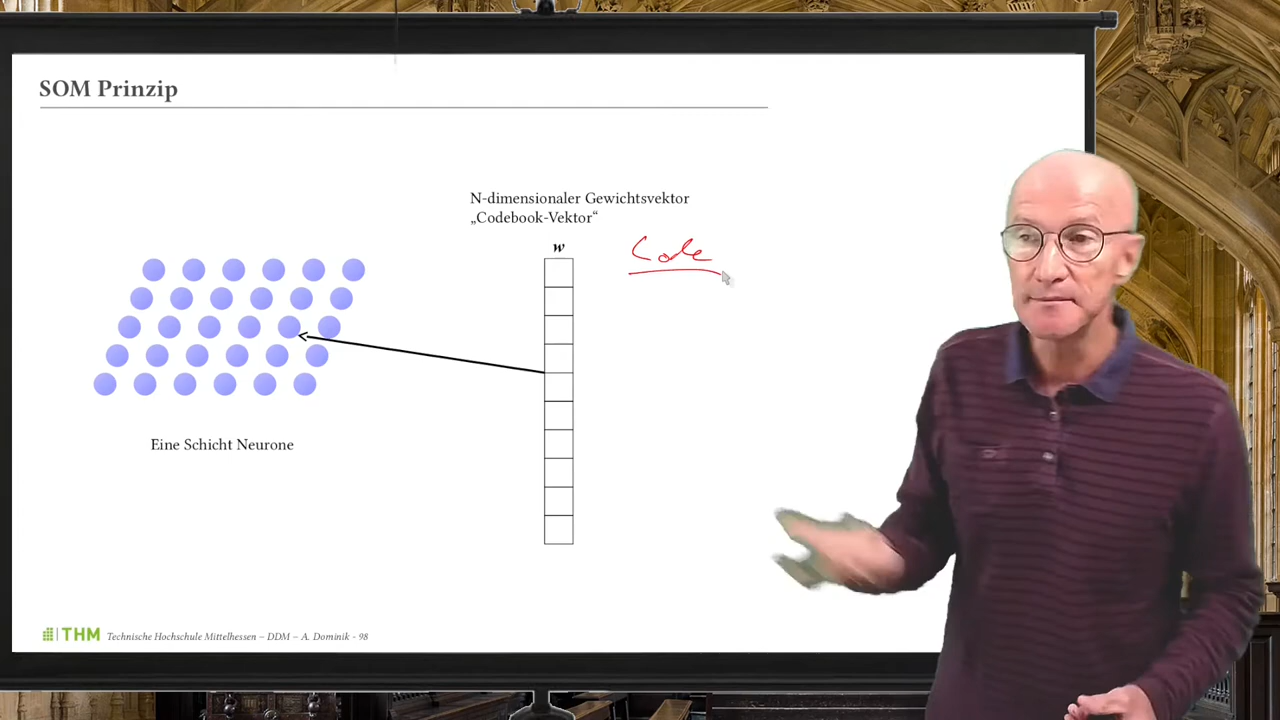 SOM Prinzip
N-dimensionaler Gewichtsvektor
„Codebook-Vektor“
w
Code
Eine Schicht Neurone
THM Technische Hochschule Mittelhessen – DDM – A. Dominik - 98